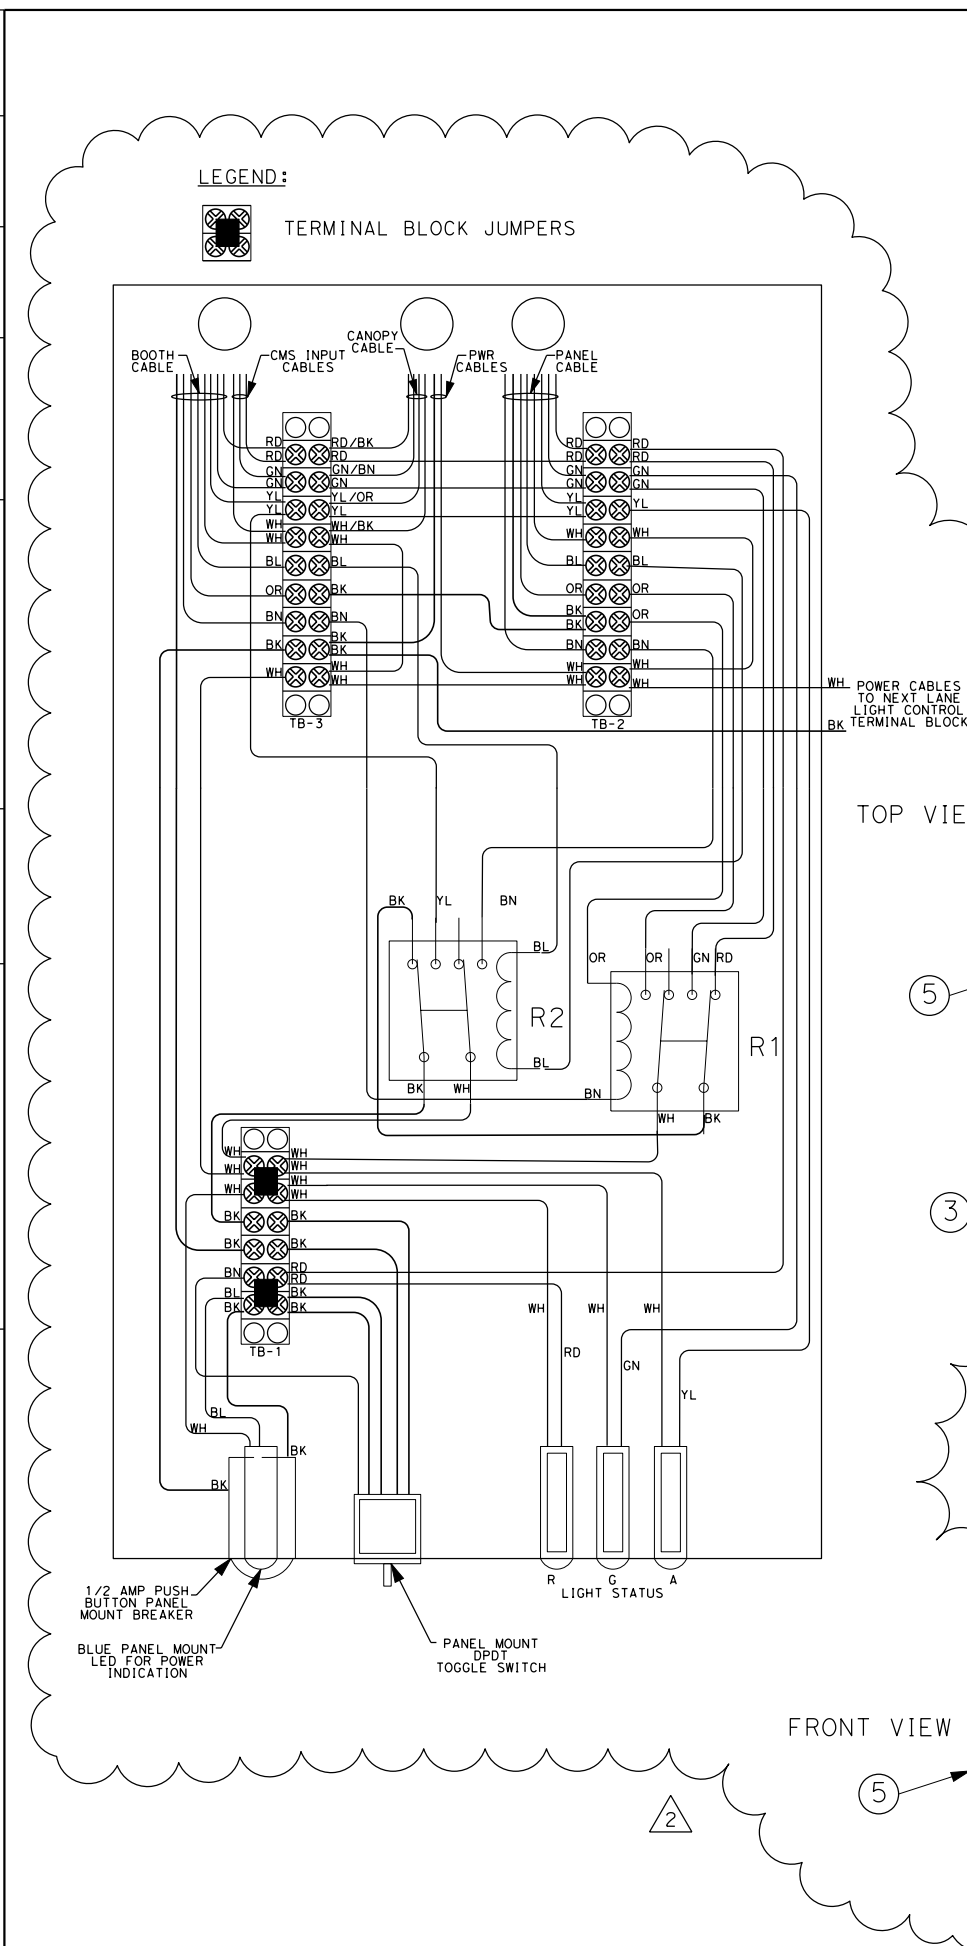 LEGEND:
TERMINAL BLOCK JUMPERS
BOOTH
CABLE
CMS INPUT
CABLES
CANOPY
CABLE
PWR
CABLES
PANEL
CABLE
RD RD/BK
RD RD
GN GN/BN
GN GN
YL YL/OR
YL YL
WH WH/BK
WH WH
BL BL
OR BK
BN BN
BK BK
BK
WH WH
WH
TB-3
RD RD
RD RD
GN GN
GN GN
YL YL
YL
WH WH
BL BL
OR OR
BK OR
BK
BN BN
WH WH
WH WH
TB-2
WH
BK
POWER CABLES
TO NEXT LANE
LIGHT CONTROL
TERMINAL BLOCK
TOP VIE
BK YL BN
BL
R2
BL
BK WH
OR OR GN RD
R1
BN
WH BK
5
3
WH WH
WH WH
WH WH
WH
BK BK
BK BK
BN RD
RD
BL BK
BK BK
TB-1
WH WH WH
RD GN YL
BL
WH
BK
BK
R G A
LIGHT STATUS
1/2 AMP PUSH
BUTTON PANEL
MOUNT BREAKER
BLUE PANEL MOUNT
LED FOR POWER
INDICATION
PANEL MOUNT
DPDT
TOGGLE SWITCH
FRONT VIEW
5
2